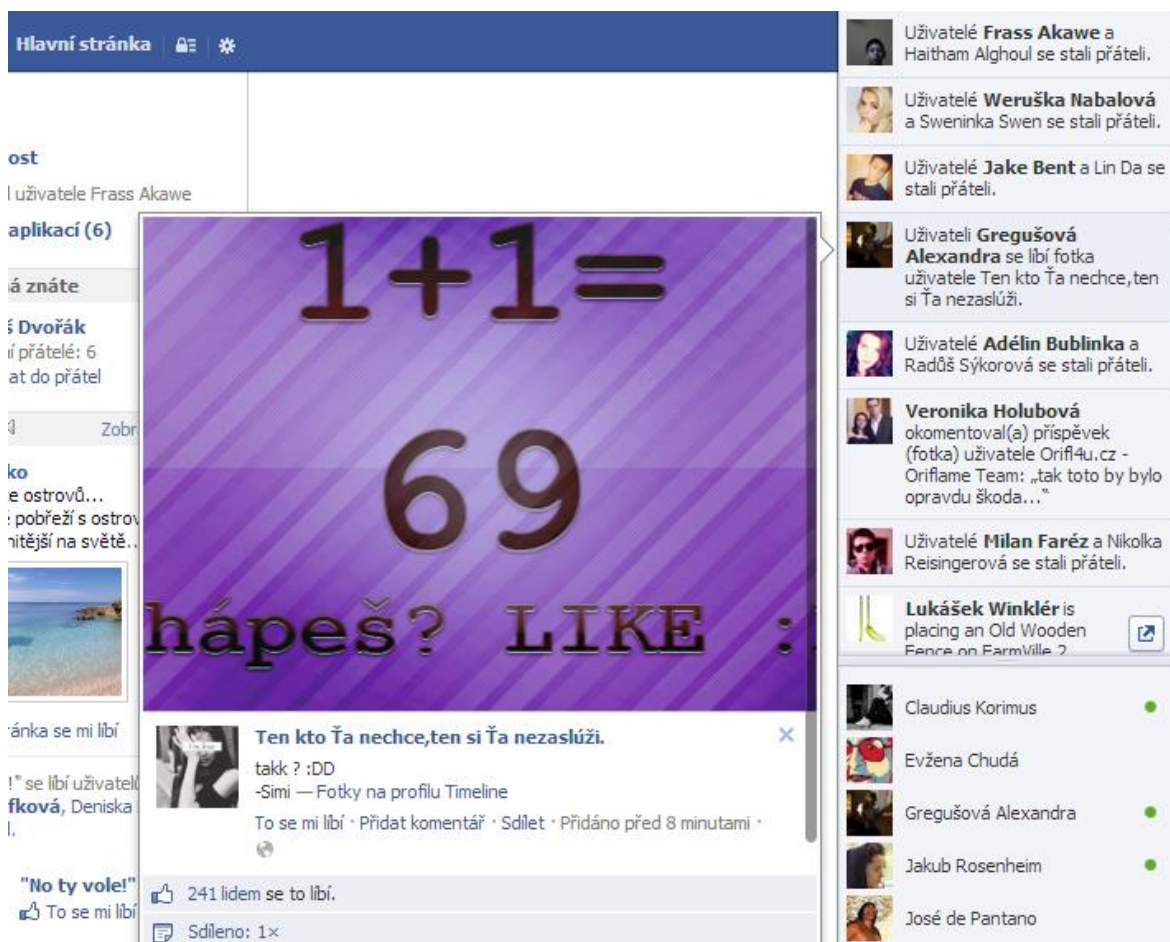 Hlavní stránka
ost
uživatele Frass Akawe
aplikací (6)
á znáte
š Dvořák
í přátelé: 6
at do přátel
Zobr
ko
e ostrovů...
pobřeží s ostrov
nitější na světě..
ránka se mi líbí
!" se líbí uživatelů
fková, Deniska
"No ty vole!"
To se mi líbí
1+1=
69
hápeš? LIKE :
Ten kto Ťa nechce,ten si Ťa nezaslúži.
takk ? :DD
-Simi — Fotky na profilu Timeline
To se mi líbí · Přidat komentář · Sdílet · Přidáno před 8 minutami ·
241 lidem se to líbí.
Sdíleno: 1×
Uživatelé Frass Akawe a
Haitham Alghoul se stali přáteli.
Uživatelé Weruška Nabalová
a Sweninka Swen se stali přáteli.
Uživatelé Jake Bent a Lin Da se
stali přáteli.
Uživateli Gregušová
Alexandra se líbí fotka
uživatele Ten kto Ťa nechce,ten
si Ťa nezaslúži.
Uživatelé Adélin Bublinka a
Radůš Sýkorová se stali přáteli.
Veronika Holubová
okomentoval(a) příspěvek
(fotka) uživatele Orifl4u.cz -
Oriflame Team: „tak toto by bylo
opravdu škoda...“
Uživatelé Milan Faréz a Nikolka
Reisingerová se stali přáteli.
Lukášek Winklér is
placing an Old Wooden
Fence on FarmVille 2
Claudius Korimus
Evžena Chudá
Gregušová Alexandra
Jakub Rosenheim
José de Pantano